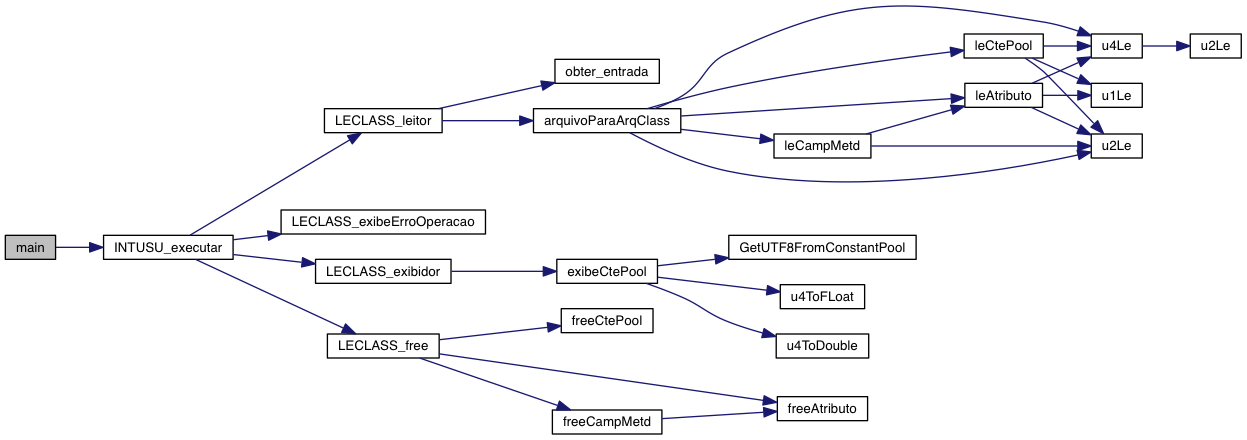 main
INTUSU_executar
LECLASS_leitor
obter_entrada
arquivoParaArqClass
leCtePool
leAtributo
leCampMetd
u4Le
u2Le
u1Le
u2Le
LECLASS_exibeErroOperacao
LECLASS_exibidor
exibeCtePool
GetUTF8FromConstantPool
u4ToFLoat
u4ToDouble
LECLASS_free
freeCtePool
freeCampMetd
freeAtributo